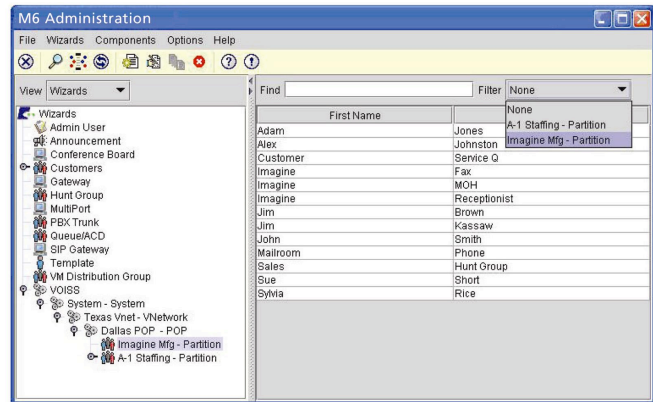 M6 Administration
File Wizards Components Options Help
View Wizards
Find
Filter None
None
A-1 Staffing - Partition
Imagine Mfg - Partition
Wizards
Admin User
Announcement
Conference Board
Customers
Gateway
Hunt Group
MultiPort
PBX Trunk
Queue/ACD
SIP Gateway
Template
VM Distribution Group
VOISS
System - System
Texas Vnet - VNetwork
Dallas POP - POP
Imagine Mfg - Partition
A-1 Staffing - Partition
First Name
Adam Jones
Alex Johnston
Customer Service Q
Imagine Fax
Imagine MOH
Imagine Receptionist
Jim Brown
Jim Kassaw
John Smith
Mailroom Phone
Sales Hunt Group
Sue Short
Sylvia Rice